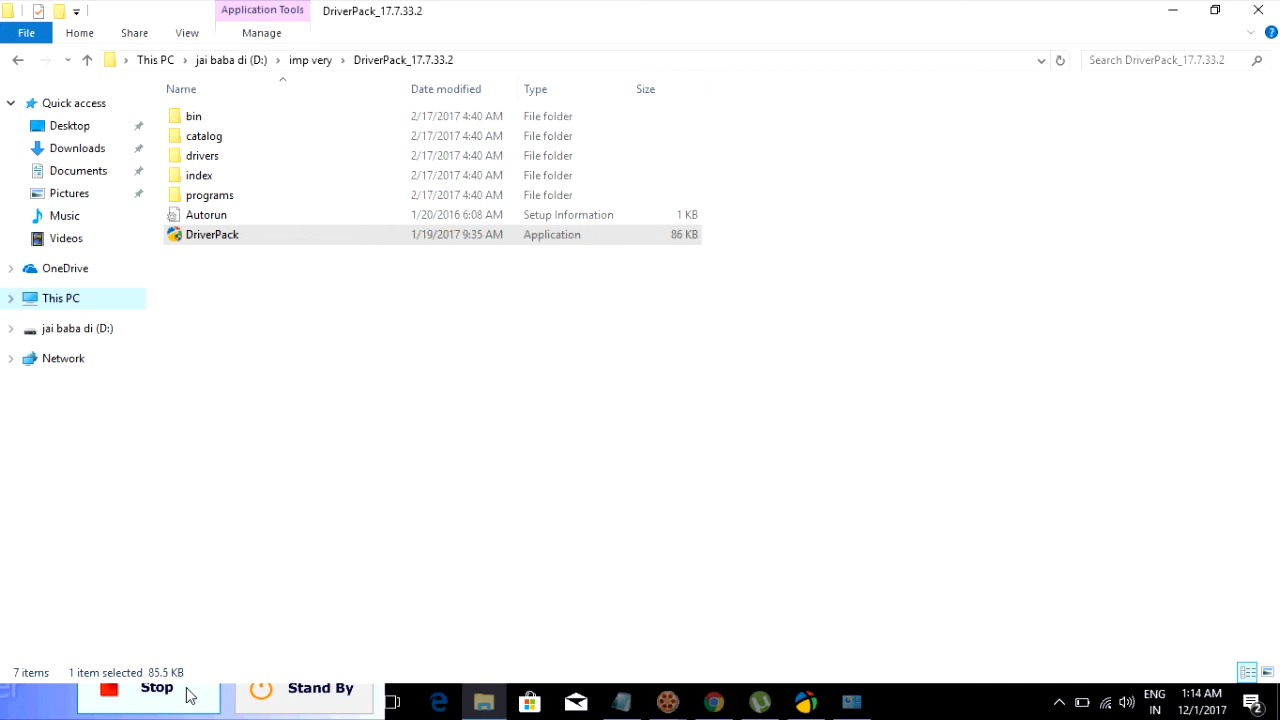 Application Tools DriverPack_17.7.33.2
File Home Share View Manage
This PC jai baba di (D:) imp very DriverPack_17.7.33.2 Search DriverPack_17.7.33.2
Name Date modified Type Size
Quick access
Desktop
Downloads
Documents
Pictures
Music
Videos
OneDrive
This PC
jai baba di (D:)
Network
bin 2/17/2017 4:40 AM File folder
catalog 2/17/2017 4:40 AM File folder
drivers 2/17/2017 4:40 AM File folder
index 2/17/2017 4:40 AM File folder
programs 2/17/2017 4:40 AM File folder
Autorun 1/20/2016 6:08 AM Setup Information 1 KB
DriverPack 1/19/2017 9:35 AM Application 86 KB
7 items 1 item selected 85.5 KB
Stop Stand By
ENG 1:14 AM
IN 12/1/2017 2